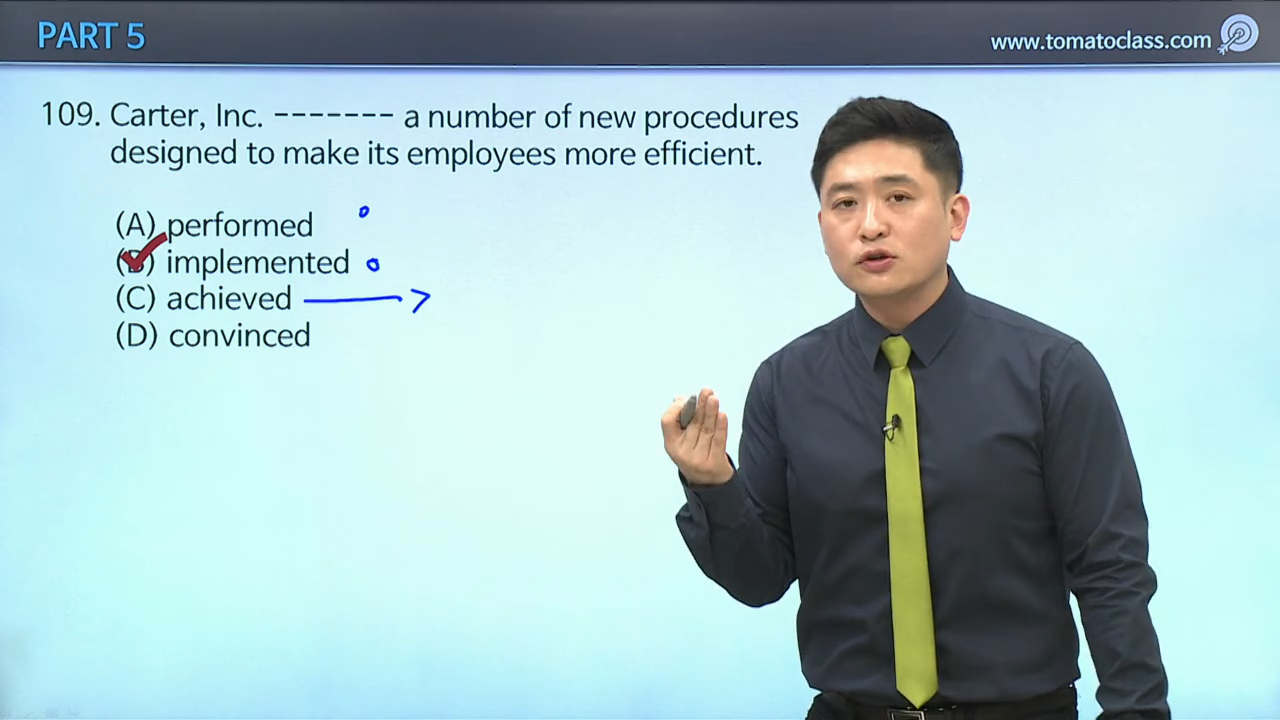 PART 5
www.tomatoclass.com
109. Carter, Inc. ------- a number of new procedures
designed to make its employees more efficient.
(A) performed
(B) implemented
(C) achieved
(D) convinced